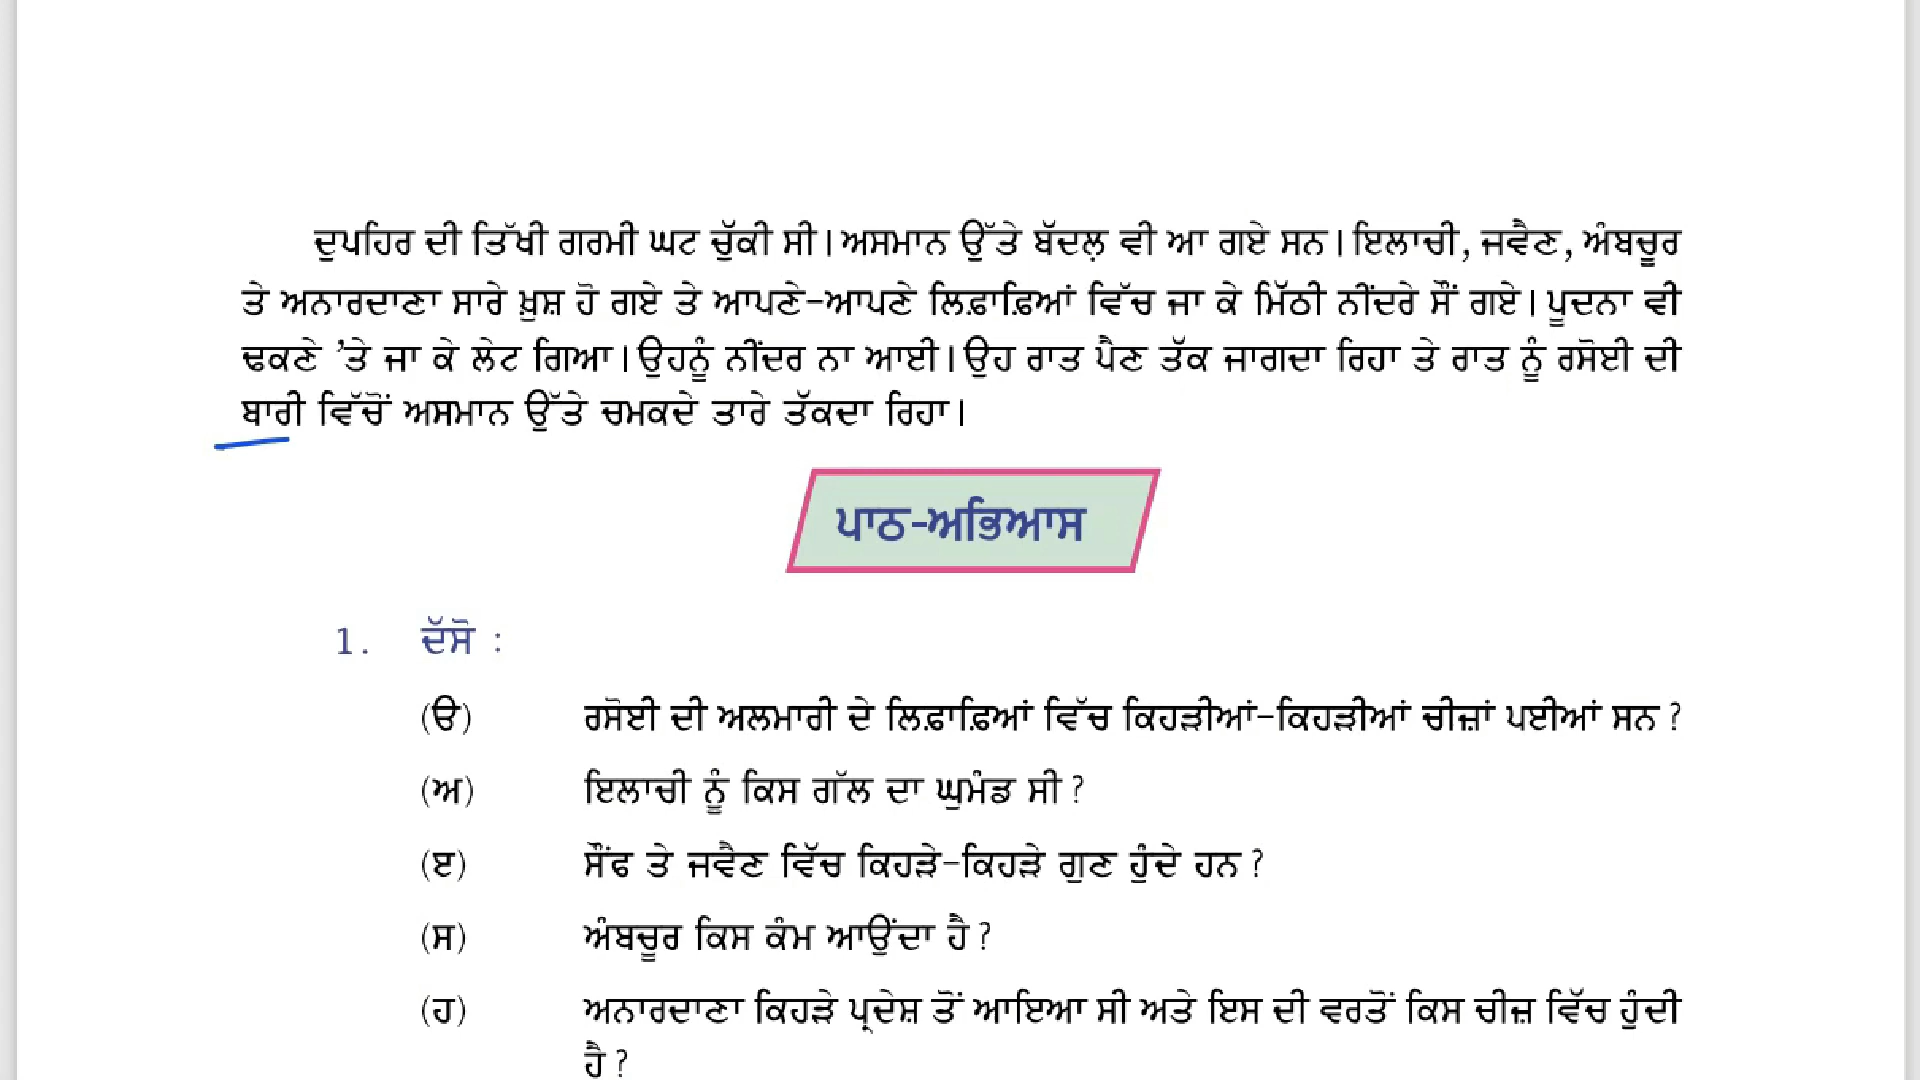 ਦੁਪਹਿਰ ਦੀ ਤਿੱਖੀ ਗਰਮੀ ਘਟ ਚੁੱਕੀ ਸੀ। ਅਸਮਾਨ ਉੱਤੇ ਬੱਦਲ਼ ਵੀ ਆ ਗਏ ਸਨ। ਇਲਾਚੀ, ਜਵੈਣ, ਅੰਬਚੂਰ
ਤੇ ਅਨਾਰਦਾਣਾ ਸਾਰੇ ਖ਼ੁਸ਼ ਹੋ ਗਏ ਤੇ ਆਪਣੇ-ਆਪਣੇ ਲਿਫ਼ਾਫ਼ਿਆਂ ਵਿੱਚ ਜਾ ਕੇ ਮਿੱਠੀ ਨੀਂਦਰੇ ਸੌਂ ਗਏ। ਪੂਦਨਾ ਵੀ
ਢਕਣੇ ’ਤੇ ਜਾ ਕੇ ਲੇਟ ਗਿਆ। ਉਹਨੂੰ ਨੀਂਦਰ ਨਾ ਆਈ। ਉਹ ਰਾਤ ਪੈਣ ਤੱਕ ਜਾਗਦਾ ਰਿਹਾ ਤੇ ਰਾਤ ਨੂੰ ਰਸੋਈ ਦੀ
ਬਾਰੀ ਵਿੱਚੋਂ ਅਸਮਾਨ ਉੱਤੇ ਚਮਕਦੇ ਤਾਰੇ ਤੱਕਦਾ ਰਿਹਾ।
ਪਾਠ-ਅਭਿਆਸ
1. ਦੱਸੋ :
(ੳ) ਰਸੋਈ ਦੀ ਅਲਮਾਰੀ ਦੇ ਲਿਫ਼ਾਫ਼ਿਆਂ ਵਿੱਚ ਕਿਹੜੀਆਂ-ਕਿਹੜੀਆਂ ਚੀਜ਼ਾਂ ਪਈਆਂ ਸਨ ?
(ਅ) ਇਲਾਚੀ ਨੂੰ ਕਿਸ ਗੱਲ ਦਾ ਘੁਮੰਡ ਸੀ ?
(ੲ) ਸੌਂਫ ਤੇ ਜਵੈਣ ਵਿੱਚ ਕਿਹੜੇ-ਕਿਹੜੇ ਗੁਣ ਹੁੰਦੇ ਹਨ ?
(ਸ) ਅੰਬਚੂਰ ਕਿਸ ਕੰਮ ਆਉਂਦਾ ਹੈ ?
(ਹ) ਅਨਾਰਦਾਣਾ ਕਿਹੜੇ ਪ੍ਰਦੇਸ਼ ਤੋਂ ਆਇਆ ਸੀ ਅਤੇ ਇਸ ਦੀ ਵਰਤੋਂ ਕਿਸ ਚੀਜ਼ ਵਿੱਚ ਹੁੰਦੀ
ਹੈ ?